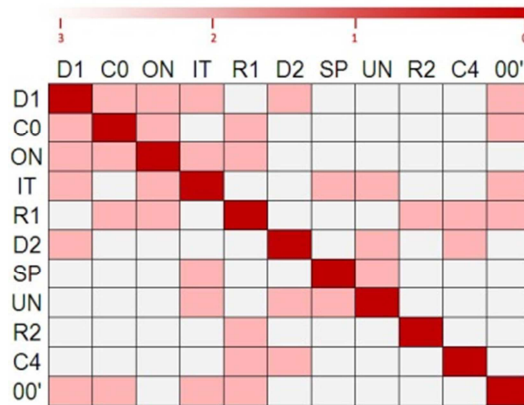 3 2 1 0
D1 C0 ON IT R1 D2 SP UN R2 C4 00'
D1
C0
ON
IT
R1
D2
SP
UN
R2
C4
00'